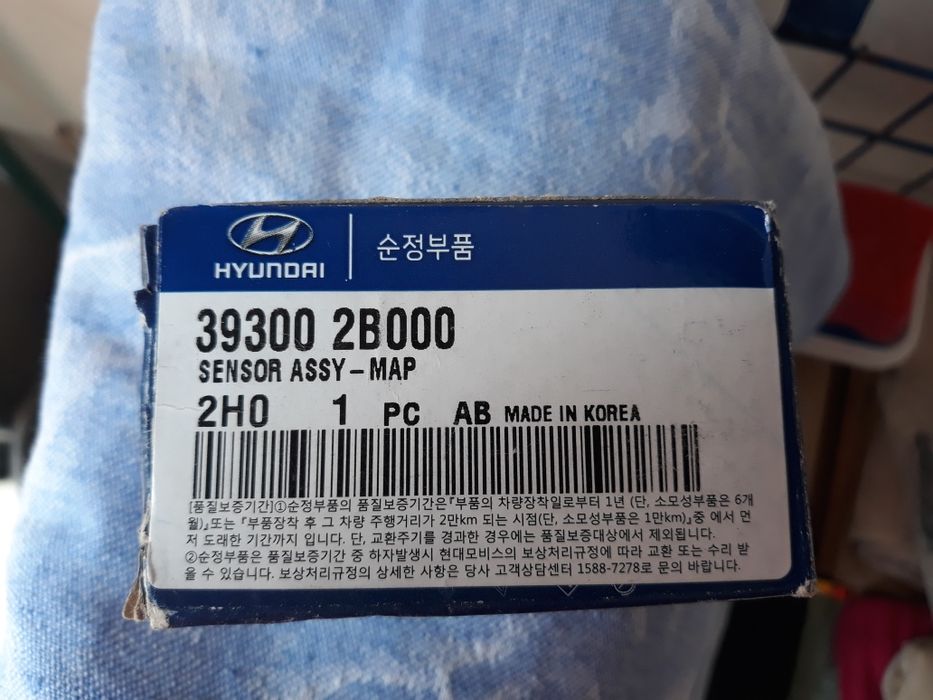 HYUNDAI
순정부품
39300 2B000
SENSOR ASSY-MAP
2H0 1 PC AB MADE IN KOREA
[품질보증기간]①순정부품의 품질보증기간은『부품의 차량장착일로부터 1년 (단, 소모성부품은 6개
월)』또는 『부품장착 후 그 차량 주행거리가 2만km 되는 시점(단, 소모성부품은 1만km)』중 에서 먼
저 도래한 기간까지 입니다. 단, 교환주기를 경과한 경우에는 품질보증대상에서 제외됩니다.
②순정부품은 품질보증기간 중 하자발생시 현대모비스의 보상처리규정에 따라 교환 또는 수리 받
을 수 있습니다. 보상처리규정의 상세한 사항은 당사 고객상담센터 1588-7278로 문의 바랍니다.